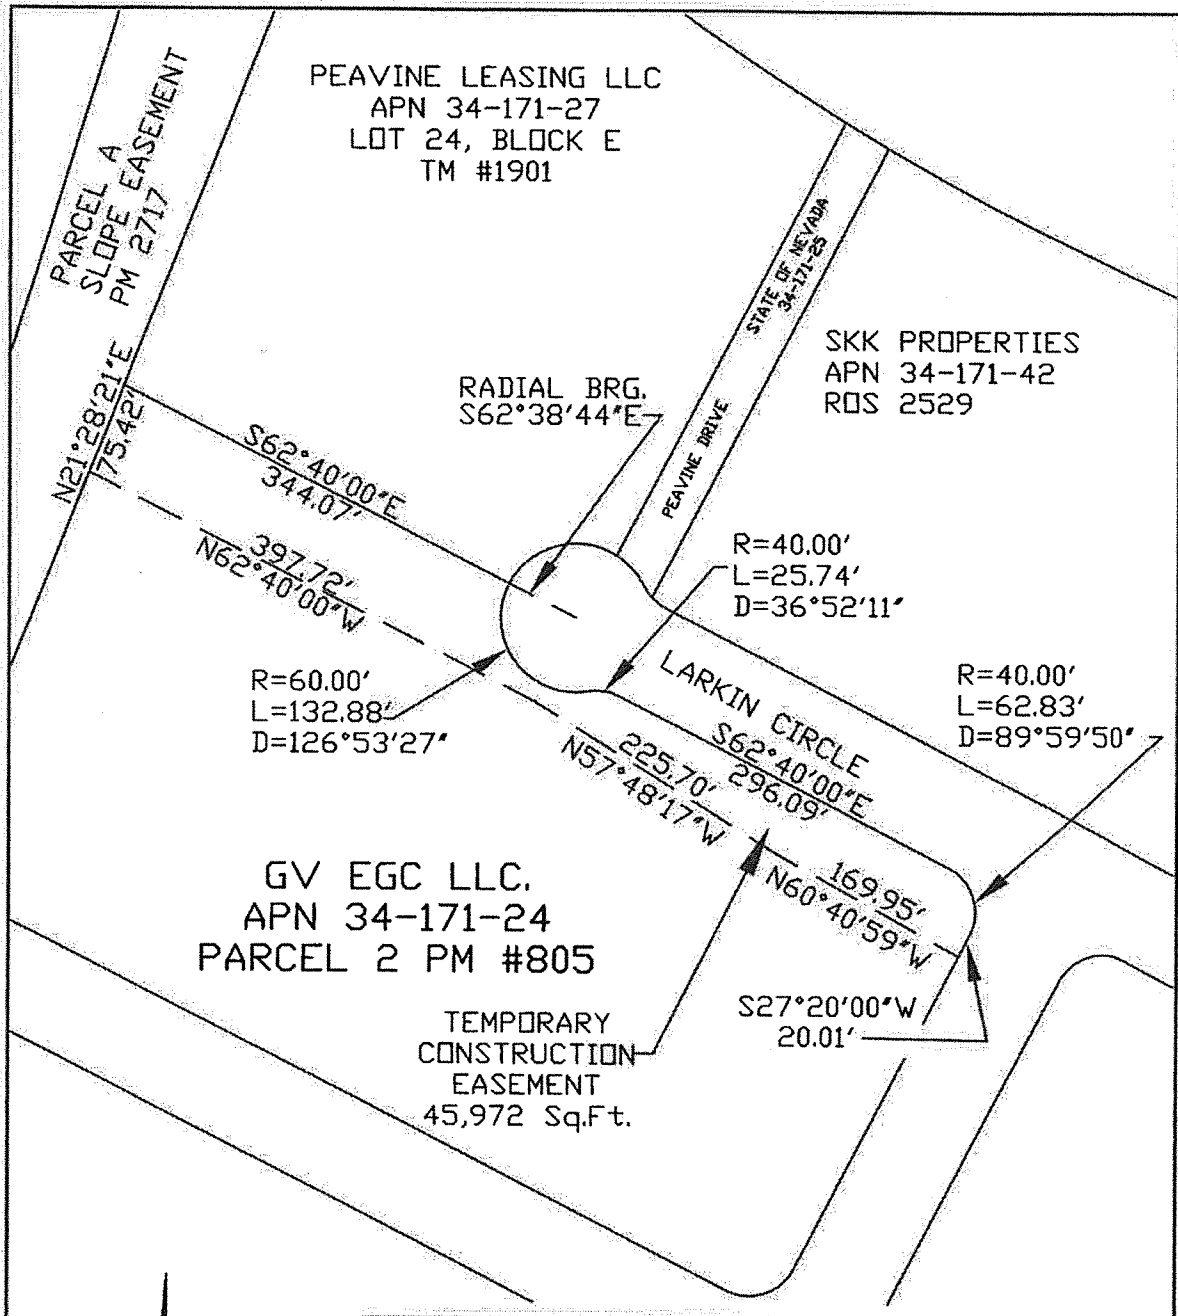 PEAVINE LEASING LLC
APN 34-171-27
LOT 24, BLOCK E
TM #1901
PARCEL A
SLOPE EASEMENT
PM 2717
STATE OF NEVADA
34-171-25
PEAVINE DRIVE
SKK PROPERTIES
APN 34-171-42
ROS 2529
RADIAL BRG.
S62°38'44"E
N21°28'21"E
75.42'
S62°40'00"E
344.07'
397.72'
N62°40'00"W
R=40.00'
L=25.74'
D=36°52'11"
R=60.00'
L=132.88'
D=126°53'27"
LARKIN CIRCLE
R=40.00'
L=62.83'
D=89°59'50"
S62°40'00"E
296.09'
225.70'
N57°48'17"W
169.95'
N60°40'59"W
GV EGC LLC.
APN 34-171-24
PARCEL 2 PM #805
S27°20'00"W
20.01'
TEMPORARY
CONSTRUCTION
EASEMENT
45,972 Sq.Ft.